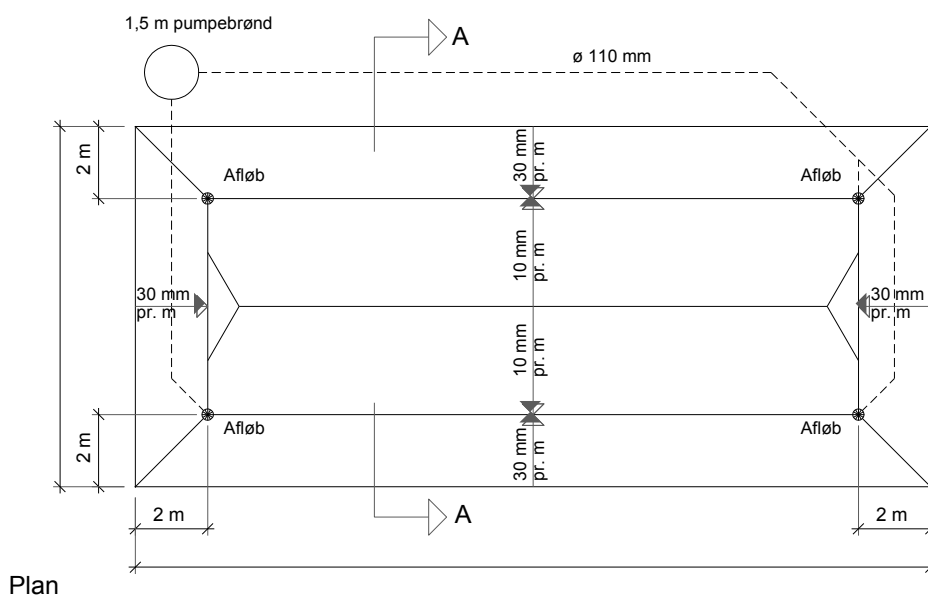 1,5 m pumpebrønd
A
ø 110 mm
2 m
30 mm
pr. m
Afløb
Afløb
10 mm
pr. m
30 mm
pr. m
30 mm
pr. m
10 mm
pr. m
Afløb
Afløb
2 m
30 mm
pr. m
2 m
A
2 m
Plan